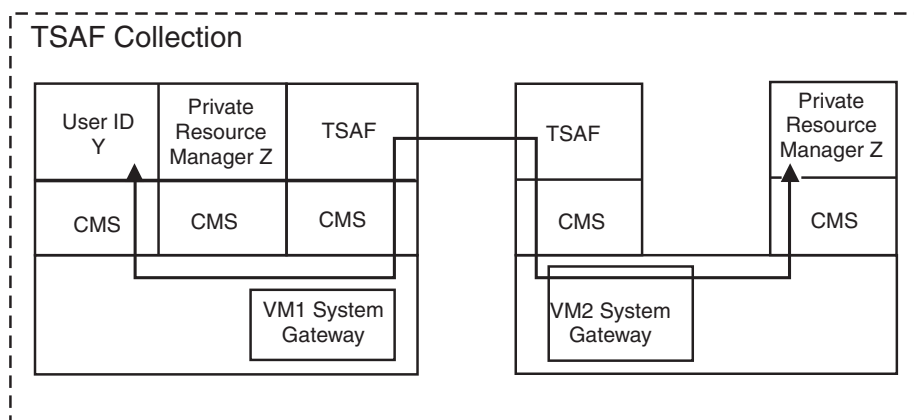 TSAF Collection
User ID
Y
Private
Resource
Manager Z
TSAF
TSAF
Private
Resource
Manager Z
CMS
CMS
CMS
CMS
CMS
VM1 System
Gateway
VM2 System
Gateway